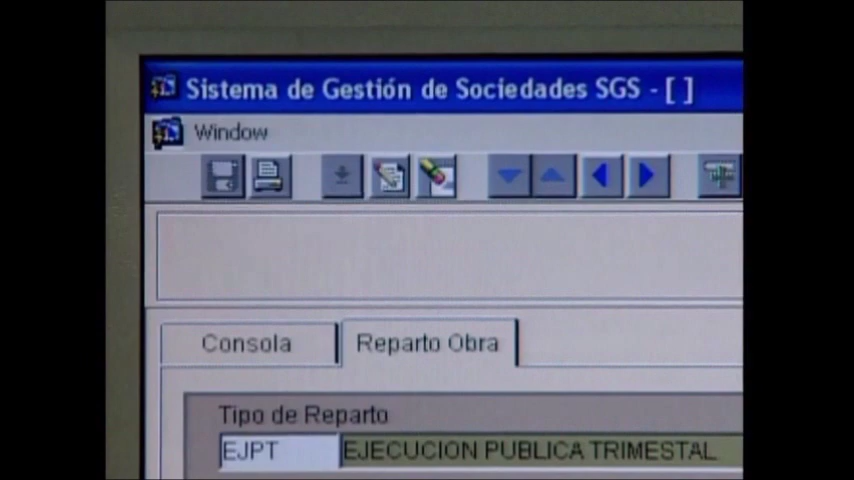 Sistema de Gestión de Sociedades SGS - [ ]
Window
Consola
Reparto Obra
Tipo de Reparto
EJPT
EJECUCION PUBLICA TRIMESTAL